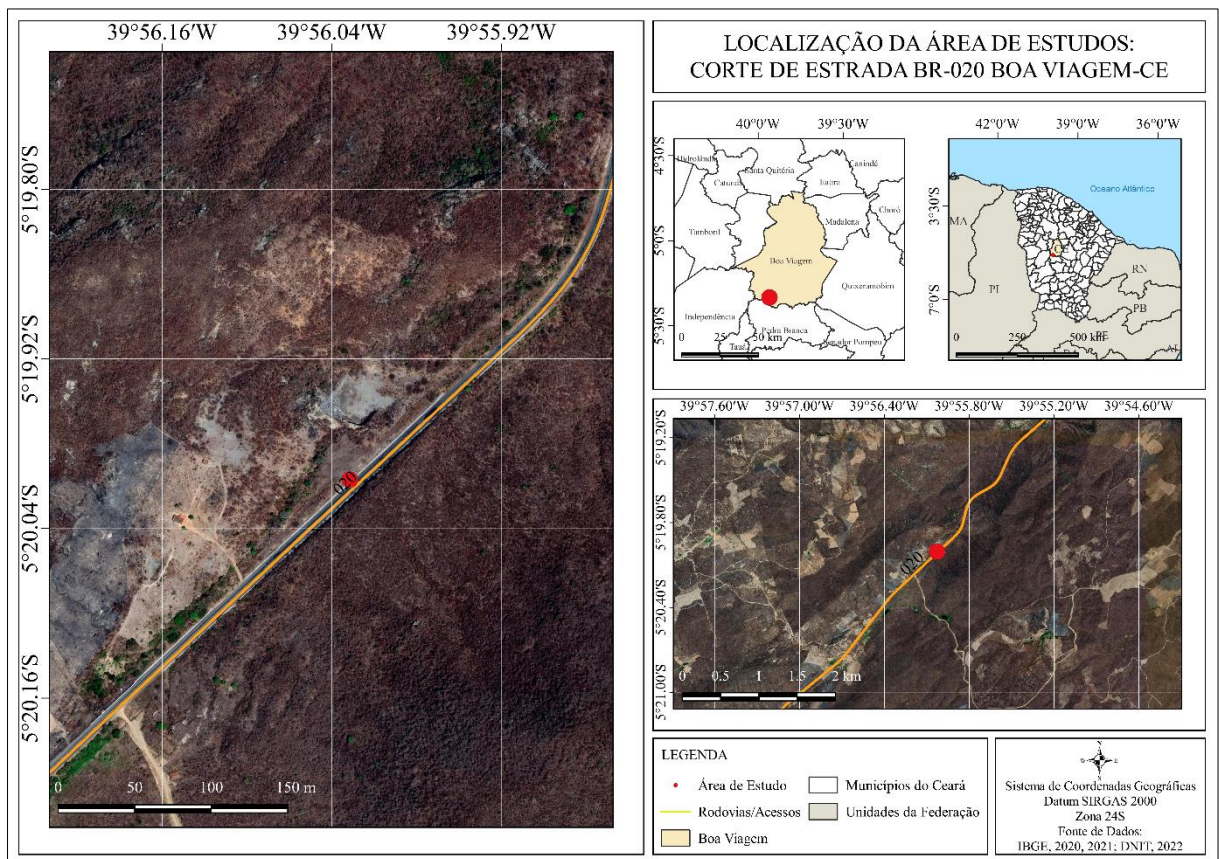 39°56.16′W 39°56.04′W 39°55.92′W
5°19.80′S
5°19.92′S
5°20.04′S
5°20.16′S
020
0 50 100 150 m
LOCALIZAÇÃO DA ÁREA DE ESTUDOS:
CORTE DE ESTRADA BR-020 BOA VIAGEM-CE
40°0′W 39°30′W
4°30′S
5°0′S
5°30′S
Hidrolândia
Santa Quitéria
Canindé
Catunda
Itatira
Choró
Madalena
Tamboril
Boa Viagem
Quixeramobim
Independência
Pedra Branca
Senador Pompeu
Tauá
0 25 50 km
42°0′W 39°0′W 36°0′W
3°30′S
7°0′S
Oceano Atlântico
MA
PI
RN
PB
PE
AL
0 250 500 km
39°57.60′W 39°57.00′W 39°56.40′W 39°55.80′W 39°55.20′W 39°54.60′W
5°19.20′S
5°19.80′S
5°20.40′S
5°21.00′S
020
0 0.5 1 1.5 2 km
LEGENDA
Área de Estudo
Municípios do Ceará
Rodovias/Acessos
Unidades da Federação
Boa Viagem
Sistema de Coordenadas Geográficas
Datum SIRGAS 2000
Zona 24S
Fonte de Dados:
IBGE, 2020, 2021; DNIT, 2022